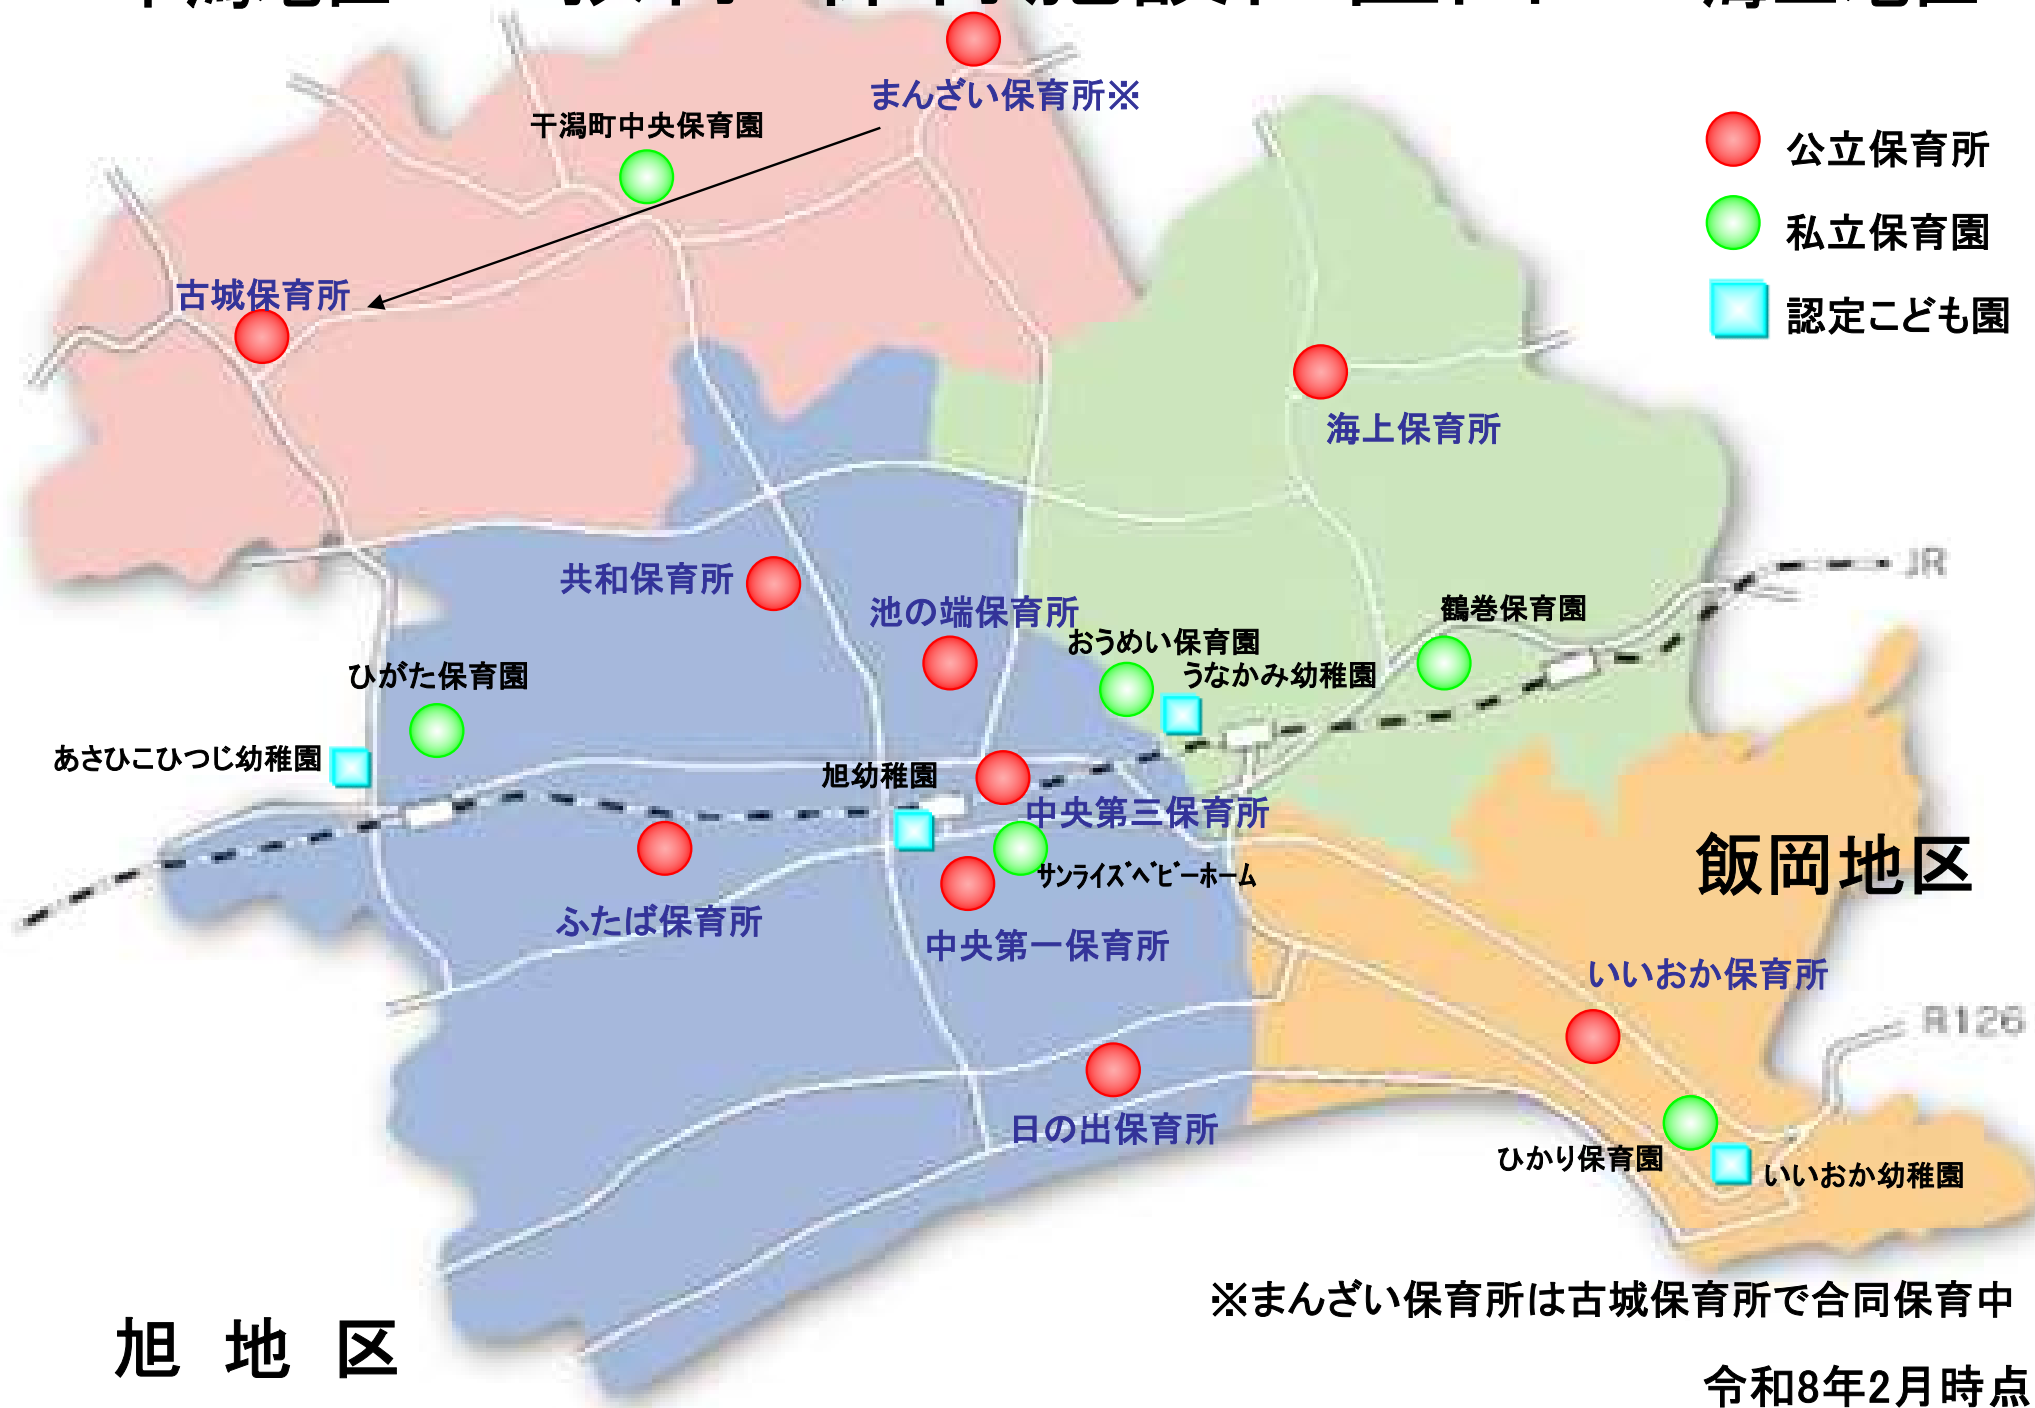 まんざい保育所※
干潟町中央保育園
公立保育所
私立保育園
古城保育所
認定こども園
海上保育所
JR
共和保育所
池の端保育所
鶴巻保育園
おうめい保育園
うなかみ幼稚園
ひがた保育園
あさひこひつじ幼稚園
旭幼稚園
中央第三保育所
飯岡地区
サンライズベビーホーム
ふたば保育所
中央第一保育所
いいおか保育所
R126
日の出保育所
ひかり保育園
いいおか幼稚園
※まんざい保育所は古城保育所で合同保育中
旭 地 区
令和8年2月時点